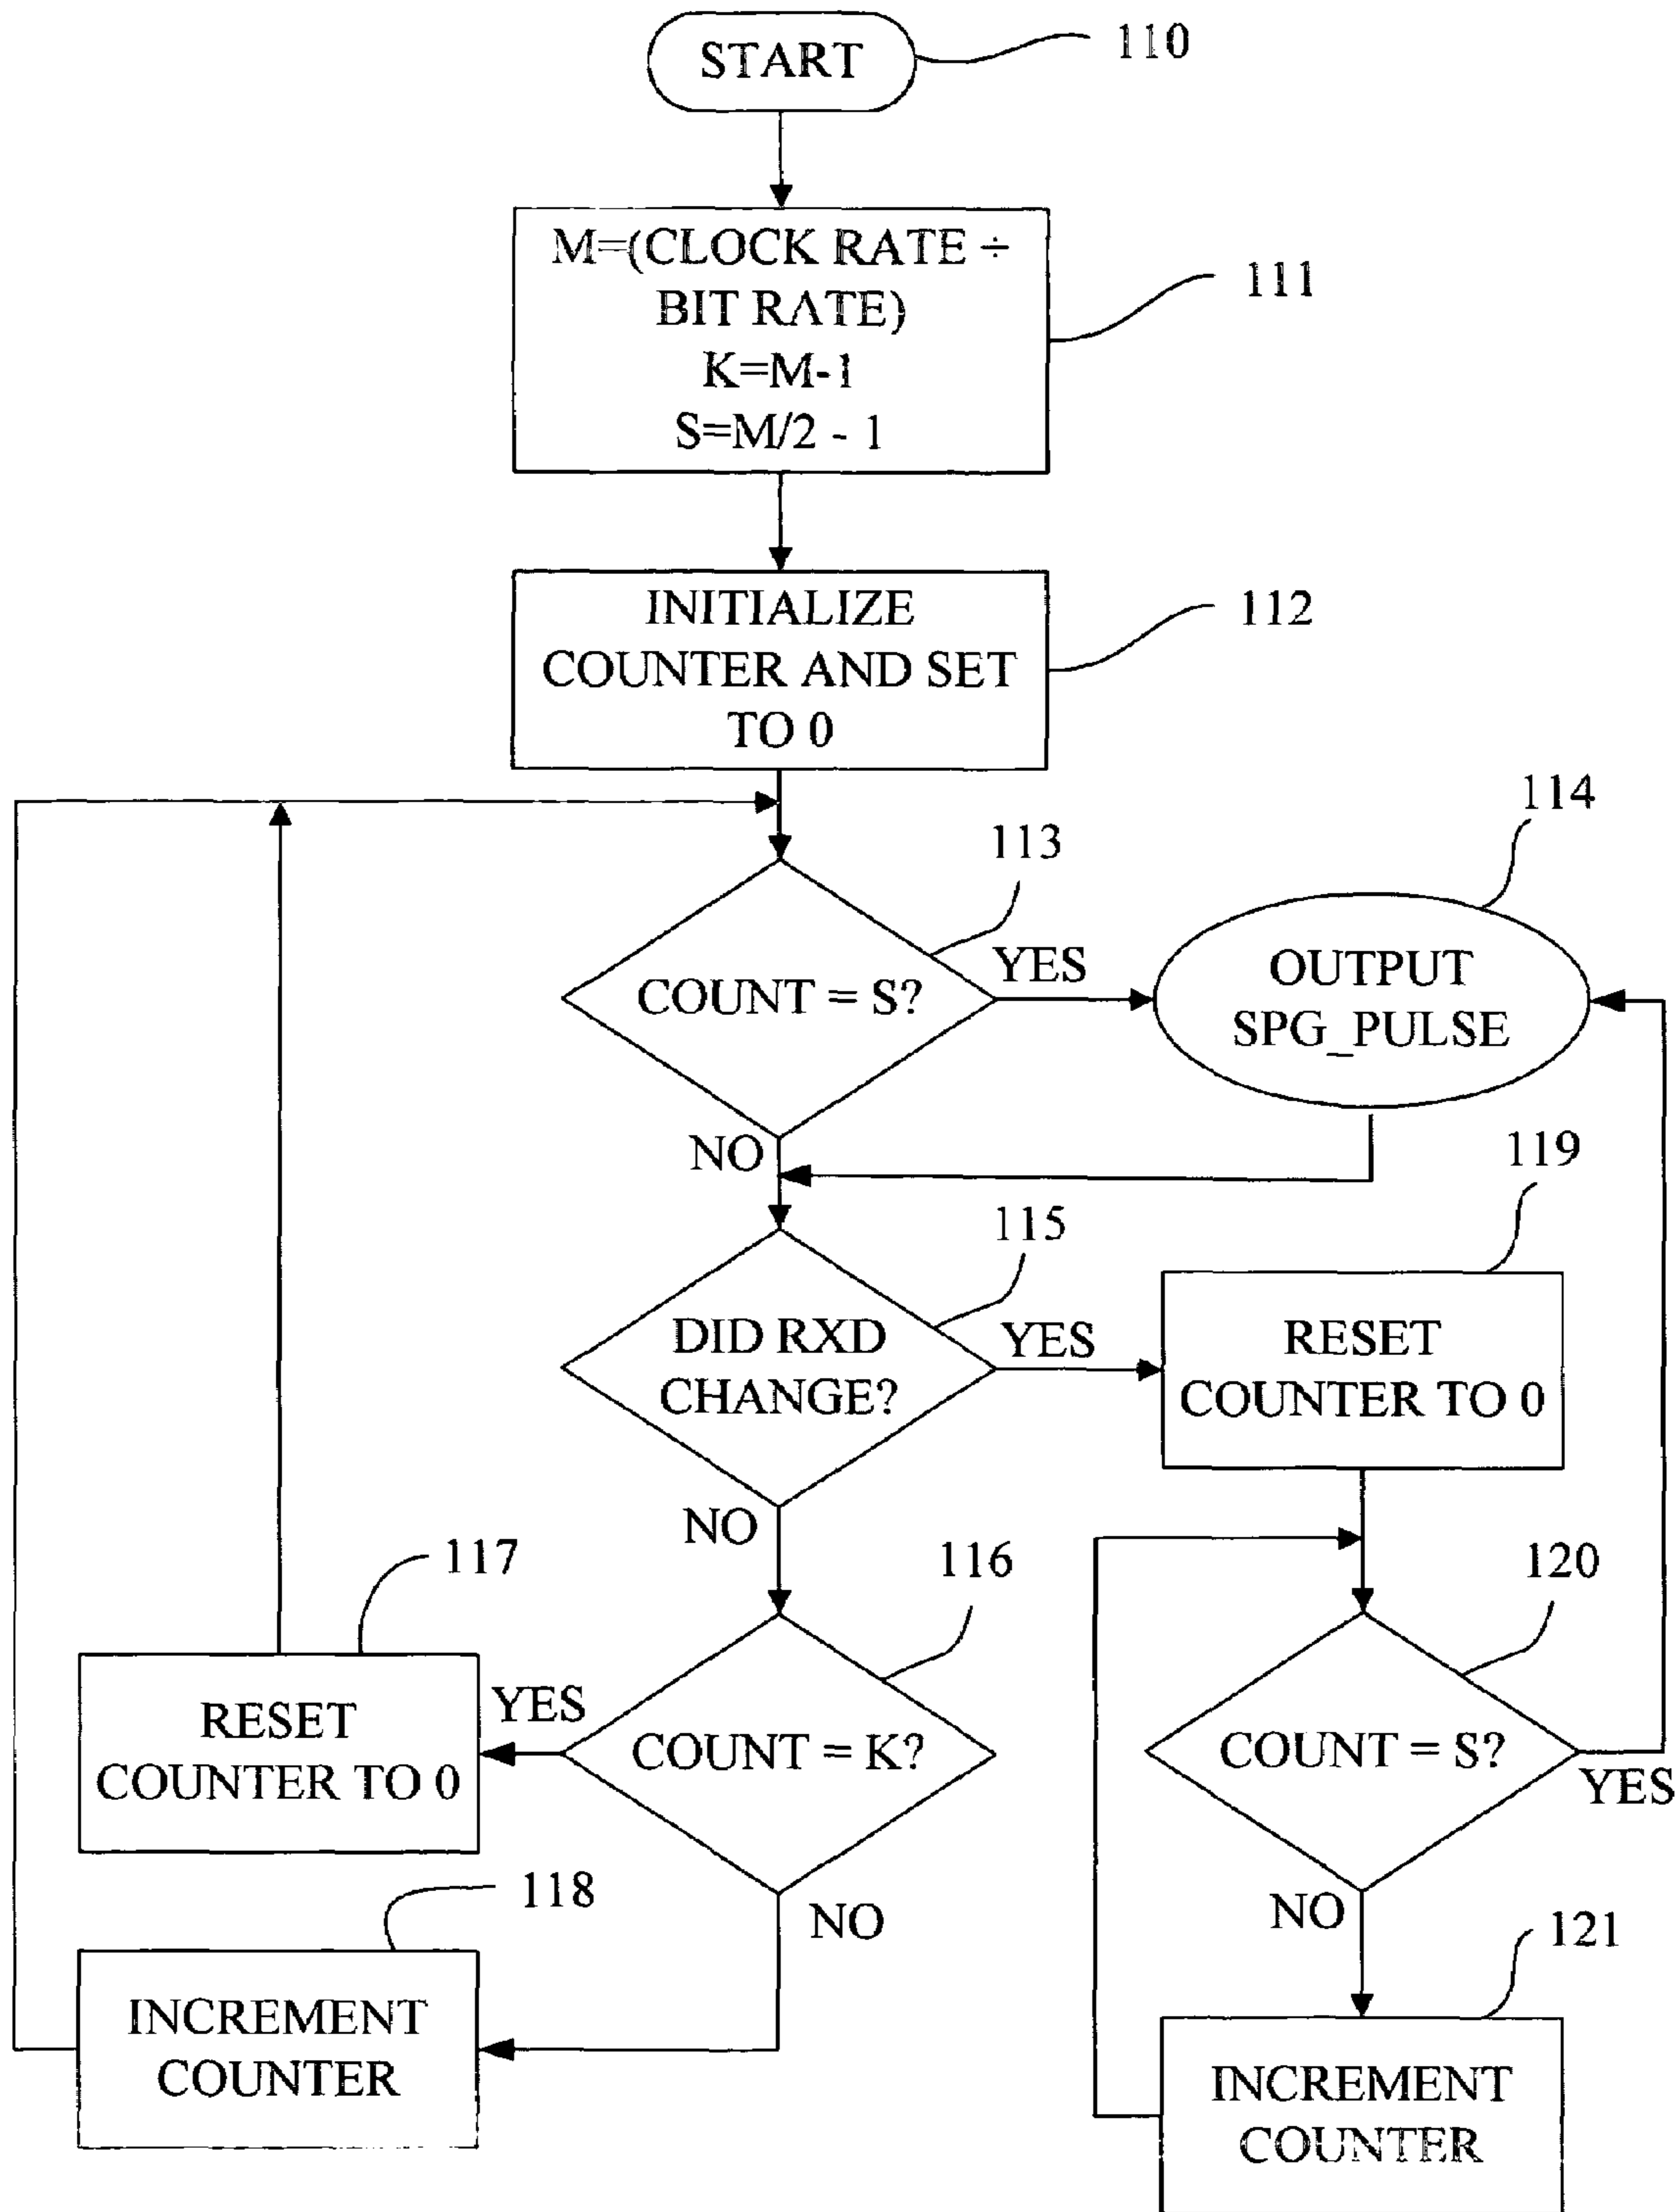 START
110
M=(CLOCK RATE ÷
BIT RATE)
K=M-1
S=M/2 - 1
111
INITIALIZE
COUNTER AND SET
TO 0
112
113
COUNT = S?
YES
NO
114
OUTPUT
SPG_PULSE
115
DID RXD
CHANGE?
YES
NO
119
RESET
COUNTER TO 0
116
COUNT = K?
YES
NO
117
RESET
COUNTER TO 0
120
COUNT = S?
YES
NO
118
INCREMENT
COUNTER
121
INCREMENT
COUNTER